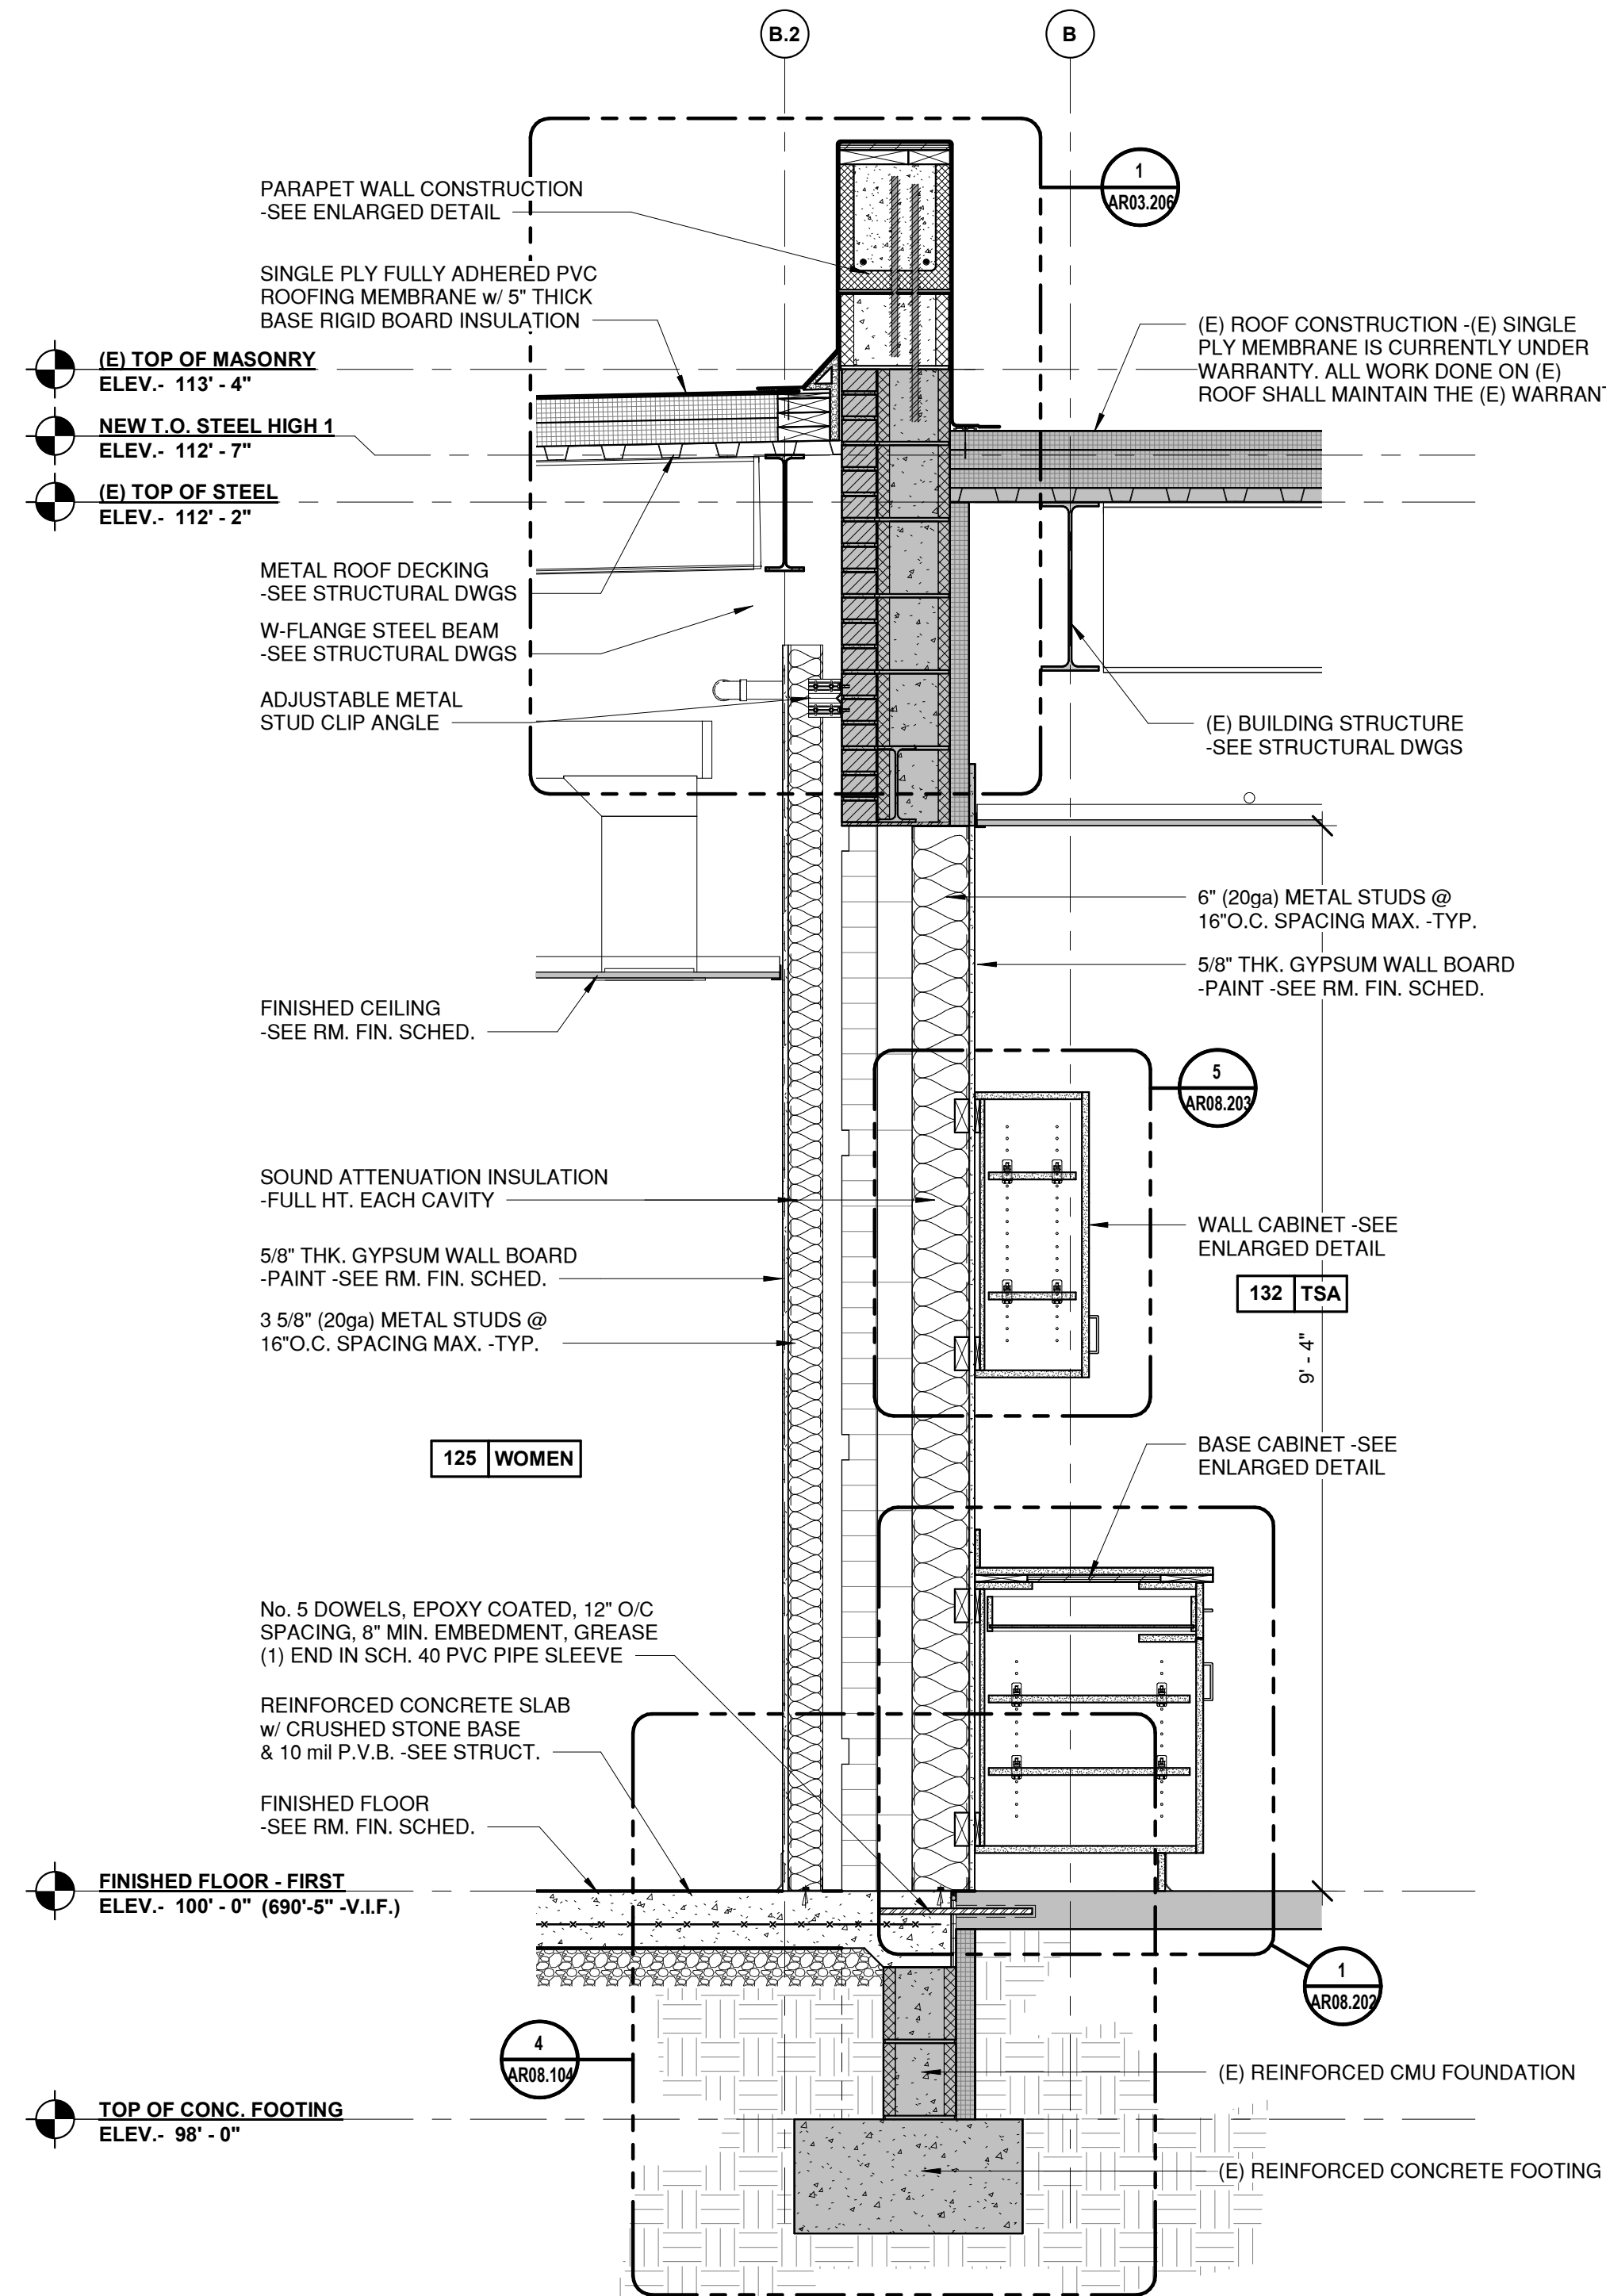 B.2
B
1
AR03.206
PARAPET WALL CONSTRUCTION
-SEE ENLARGED DETAIL
SINGLE PLY FULLY ADHERED PVC
ROOFING MEMBRANE w/ 5" THICK
BASE RIGID BOARD INSULATION
(E) ROOF CONSTRUCTION -(E) SINGLE
PLY MEMBRANE IS CURRENTLY UNDER
WARRANTY. ALL WORK DONE ON (E)
ROOF SHALL MAINTAIN THE (E) WARRANT
(E) TOP OF MASONRY
ELEV.- 113' - 4"
NEW T.O. STEEL HIGH 1
ELEV.- 112' - 7"
(E) TOP OF STEEL
ELEV.- 112' - 2"
METAL ROOF DECKING
-SEE STRUCTURAL DWGS
W-FLANGE STEEL BEAM
-SEE STRUCTURAL DWGS
ADJUSTABLE METAL
STUD CLIP ANGLE
(E) BUILDING STRUCTURE
-SEE STRUCTURAL DWGS
6" (20ga) METAL STUDS @
16"O.C. SPACING MAX. -TYP.
5/8" THK. GYPSUM WALL BOARD
-PAINT -SEE RM. FIN. SCHED.
FINISHED CEILING
-SEE RM. FIN. SCHED.
5
AR08.203
SOUND ATTENUATION INSULATION
-FULL HT. EACH CAVITY
WALL CABINET -SEE
ENLARGED DETAIL
5/8" THK. GYPSUM WALL BOARD
-PAINT -SEE RM. FIN. SCHED.
132 TSA
3 5/8" (20ga) METAL STUDS @
16"O.C. SPACING MAX. -TYP.
9' - 4"
125 WOMEN
BASE CABINET -SEE
ENLARGED DETAIL
No. 5 DOWELS, EPOXY COATED, 12" O/C
SPACING, 8" MIN. EMBEDMENT, GREASE
(1) END IN SCH. 40 PVC PIPE SLEEVE
REINFORCED CONCRETE SLAB
w/ CRUSHED STONE BASE
& 10 mil P.V.B. -SEE STRUCT.
FINISHED FLOOR
-SEE RM. FIN. SCHED.
FINISHED FLOOR - FIRST
ELEV.- 100' - 0" (690'-5" -V.I.F.)
1
AR08.202
4
AR08.104
(E) REINFORCED CMU FOUNDATION
TOP OF CONC. FOOTING
ELEV.- 98' - 0"
(E) REINFORCED CONCRETE FOOTING